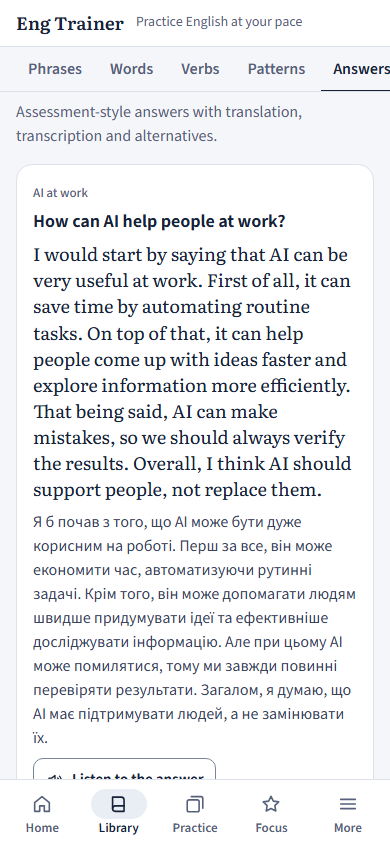 Eng Trainer Practice English at your pace
Phrases Words Verbs Patterns Answers
Assessment-style answers with translation,
transcription and alternatives.
AI at work
How can AI help people at work?
I would start by saying that AI can be
very useful at work. First of all, it can
save time by automating routine
tasks. On top of that, it can help
people come up with ideas faster and
explore information more efficiently.
That being said, AI can make
mistakes, so we should always verify
the results. Overall, I think AI should
support people, not replace them.
Я б почав з того, що AI може бути дуже
корисним на роботі. Перш за все, він може
економити час, автоматизуючи рутинні
задачі. Крім того, він може допомагати людям
швидше придумувати ідеї та ефективніше
досліджувати інформацію. Але при цьому AI
може помилятися, тому ми завжди повинні
перевіряти результати. Загалом, я думаю, що
AI має підтримувати людей, а не замінювати
їх.
Listen to the answer
Home Library Practice Focus More